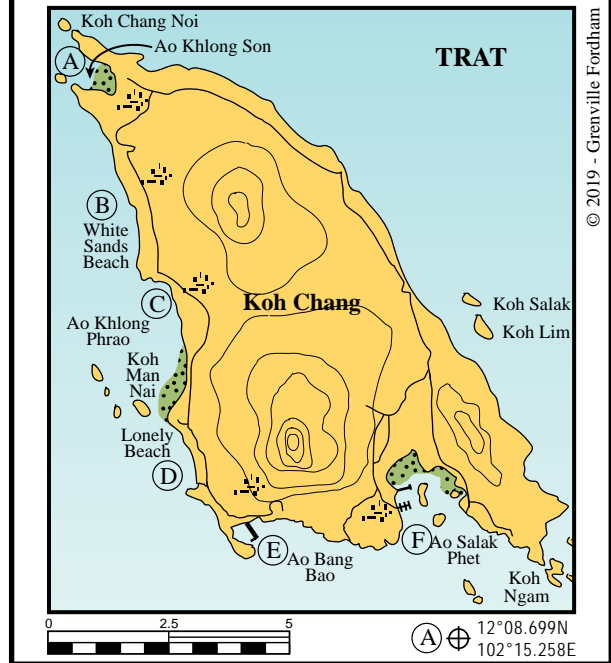 Koh Chang Noi
A
Ao Khlong Son
TRAT
© 2019 - Grenville Fordham
B
White
Sands
Beach
C
Koh Chang
Koh Salak
Koh Lim
Ao Khlong
Phrao
Koh
Man
Nai
Lonely
Beach
D
E
Ao Bang
Bao
F
Ao Salak
Phet
Koh
Ngam
0
2.5
5
A
12°08.699N
102°15.258E